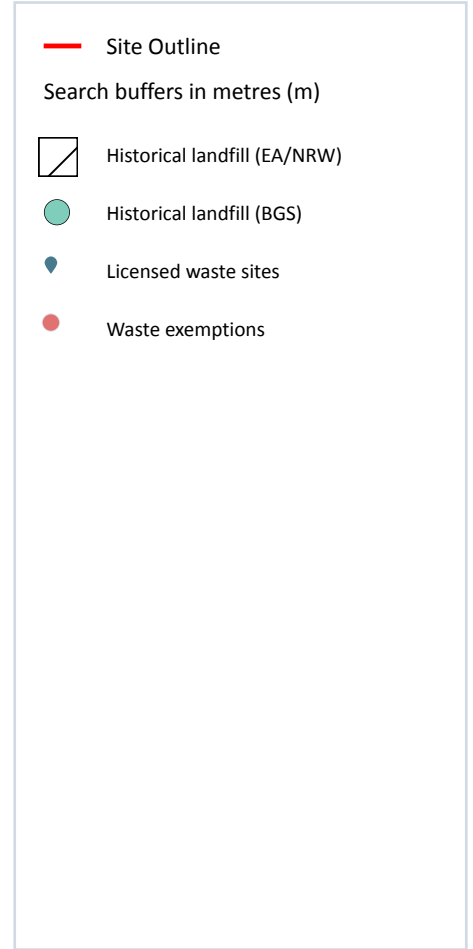 Site Outline
Search buffers in metres (m)
Historical landfill (EA/NRW)
Historical landfill (BGS)
Licensed waste sites
Waste exemptions